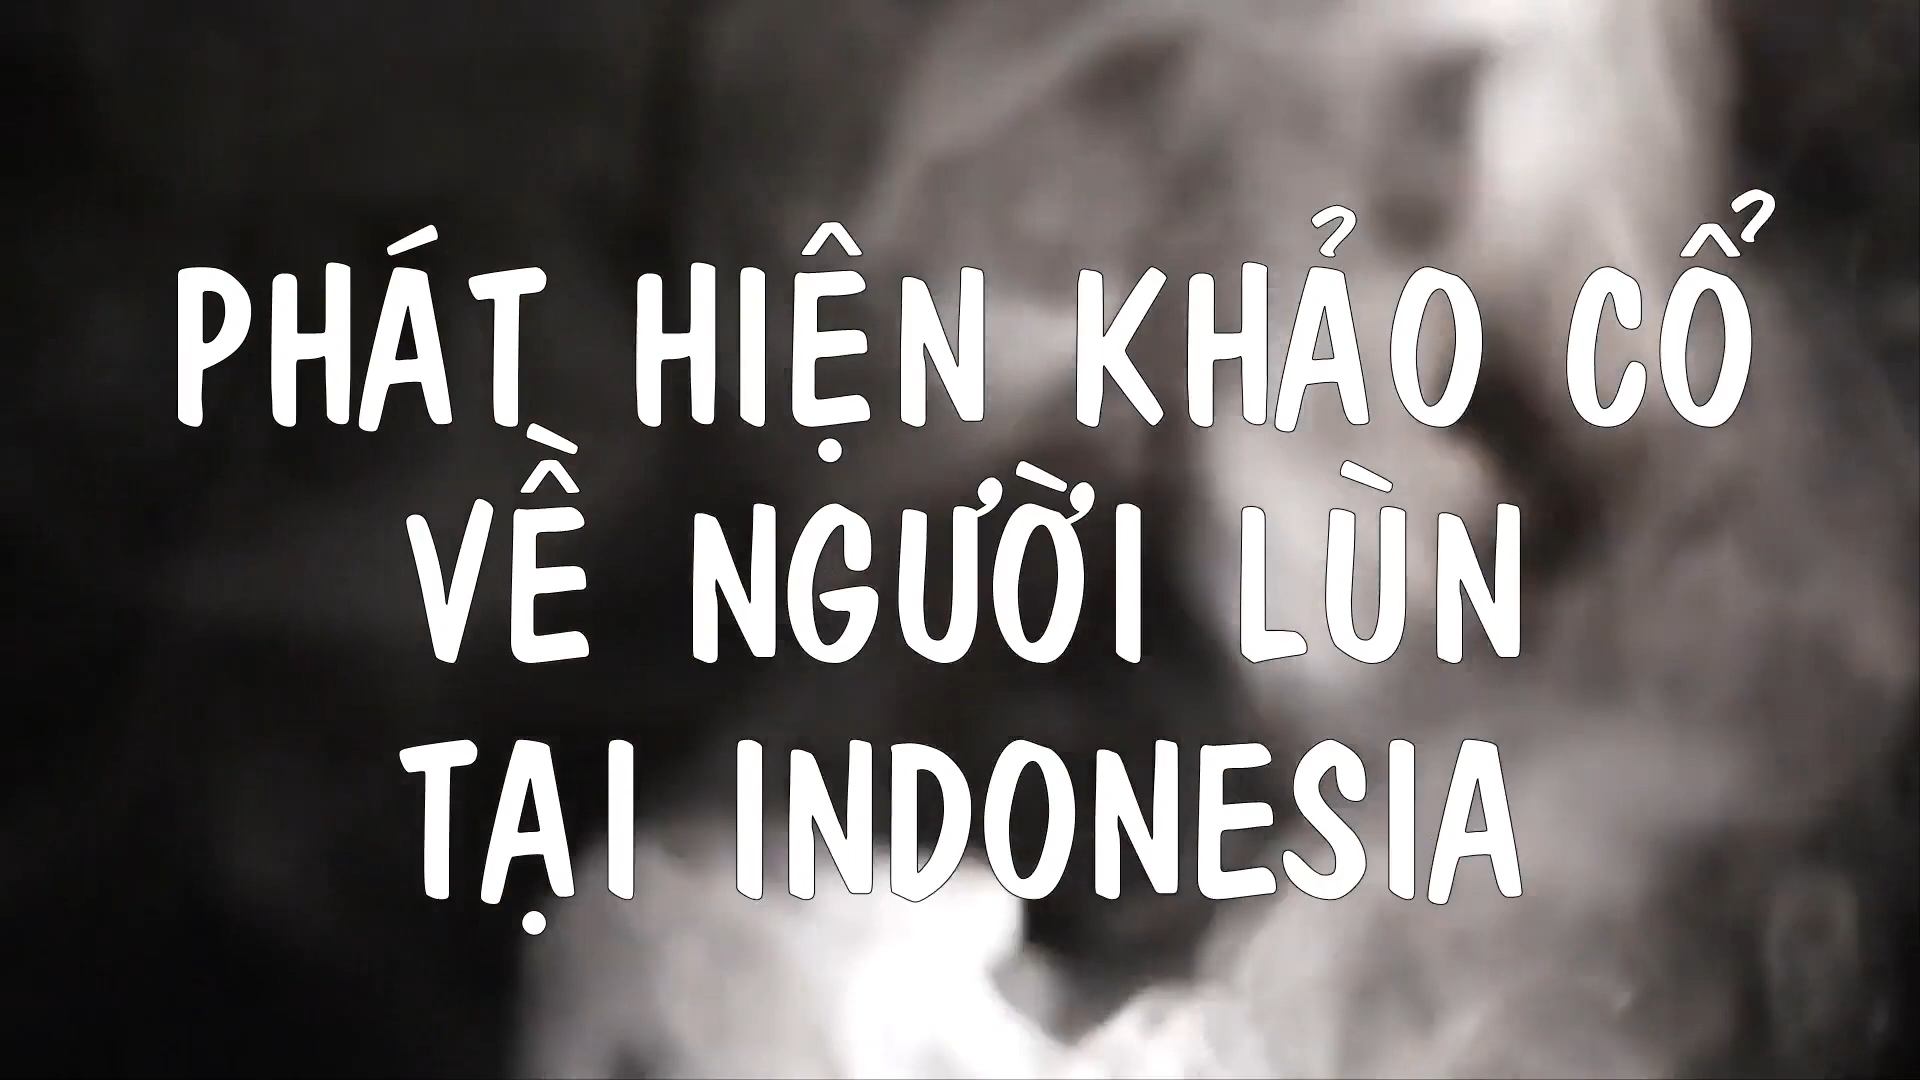 PHÁT HIỆN KHẢO CỔ
VỀ NGƯỜI LÙN
TẠI INDONESIA